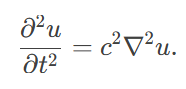 ∂²u/∂t² = c²∇²u.